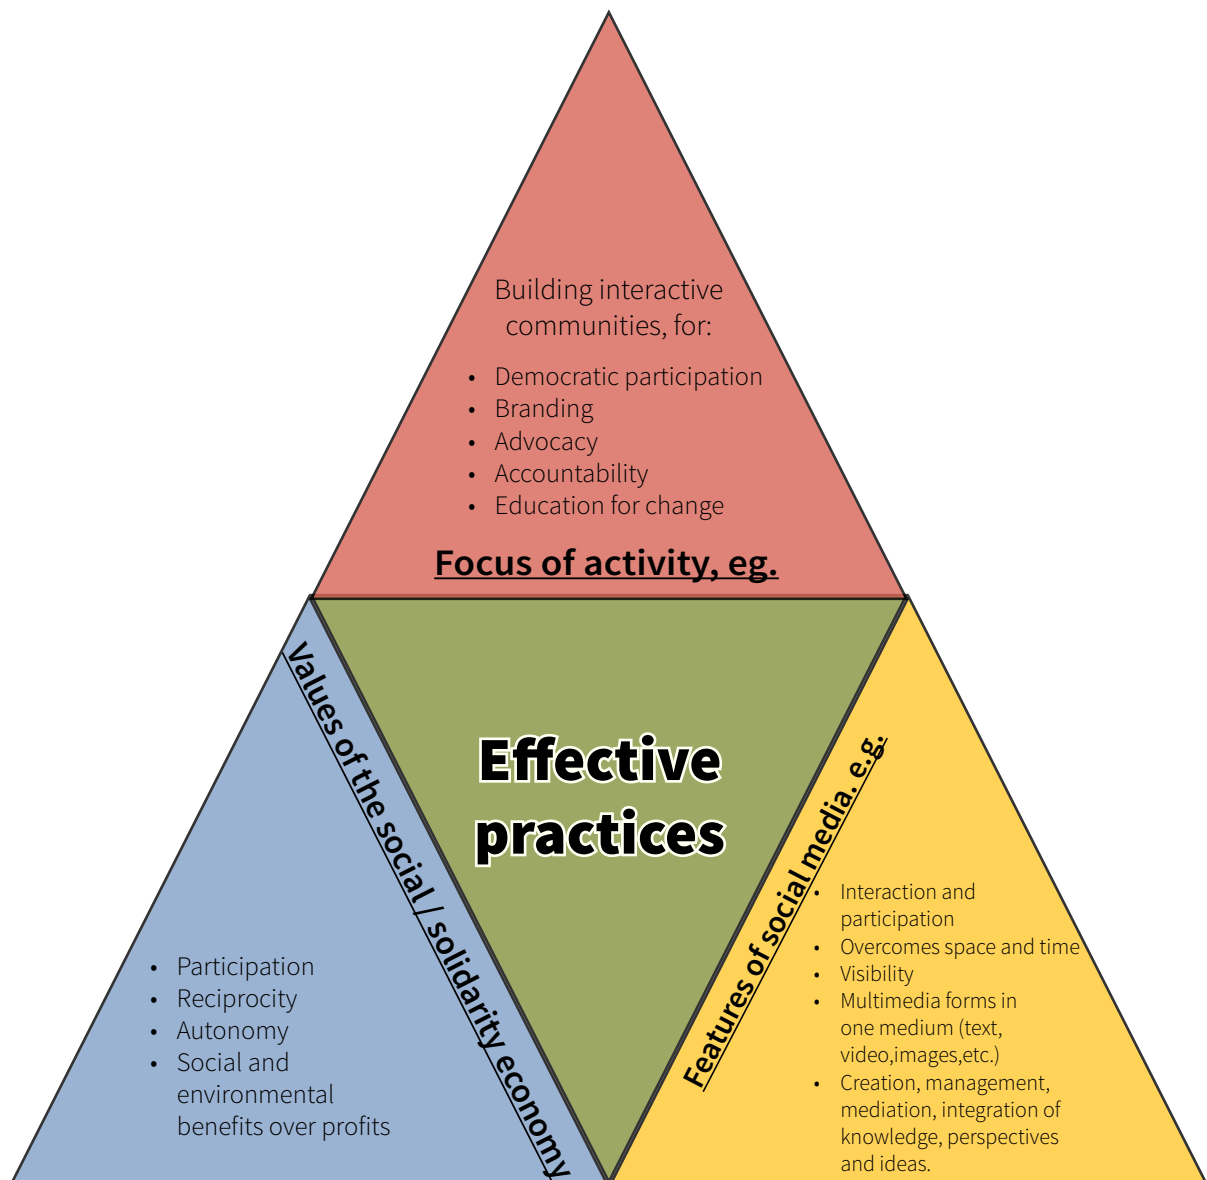 Building interactive
communities, for:
• Democratic participation
• Branding
• Advocacy
• Accountability
• Education for change
Focus of activity, eg.
Effective
practices
Values of the social / solidarity economy
• Participation
• Reciprocity
• Autonomy
• Social and
environmental
benefits over profits
Features of social media. e.g.
• Interaction and
participation
• Overcomes space and time
• Visibility
• Multimedia forms in
one medium (text,
video,images,etc.)
• Creation, management,
mediation, integration of
knowledge, perspectives
and ideas.